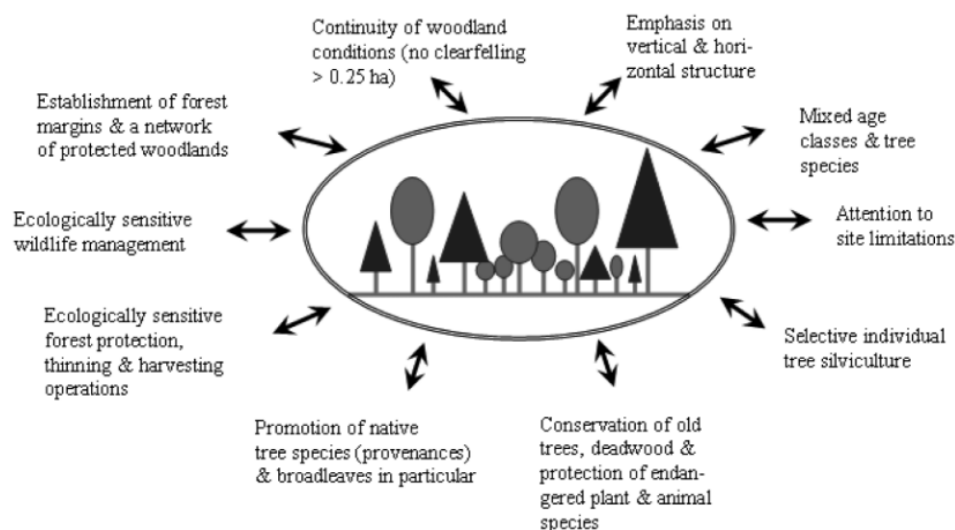 Continuity of woodland
conditions (no clearfelling
> 0.25 ha)
Emphasis on
vertical & hori-
zontal structure
Establishment of forest
margins & a network
of protected woodlands
Mixed age
classes & tree
species
Ecologically sensitive
wildlife management
Attention to
site limitations
Ecologically sensitive
forest protection,
thinning & harvesting
operations
Selective individual
tree silviculture
Promotion of native
tree species (provenances)
& broadleaves in particular
Conservation of old
trees, deadwood &
protection of endan-
gered plant & animal
species